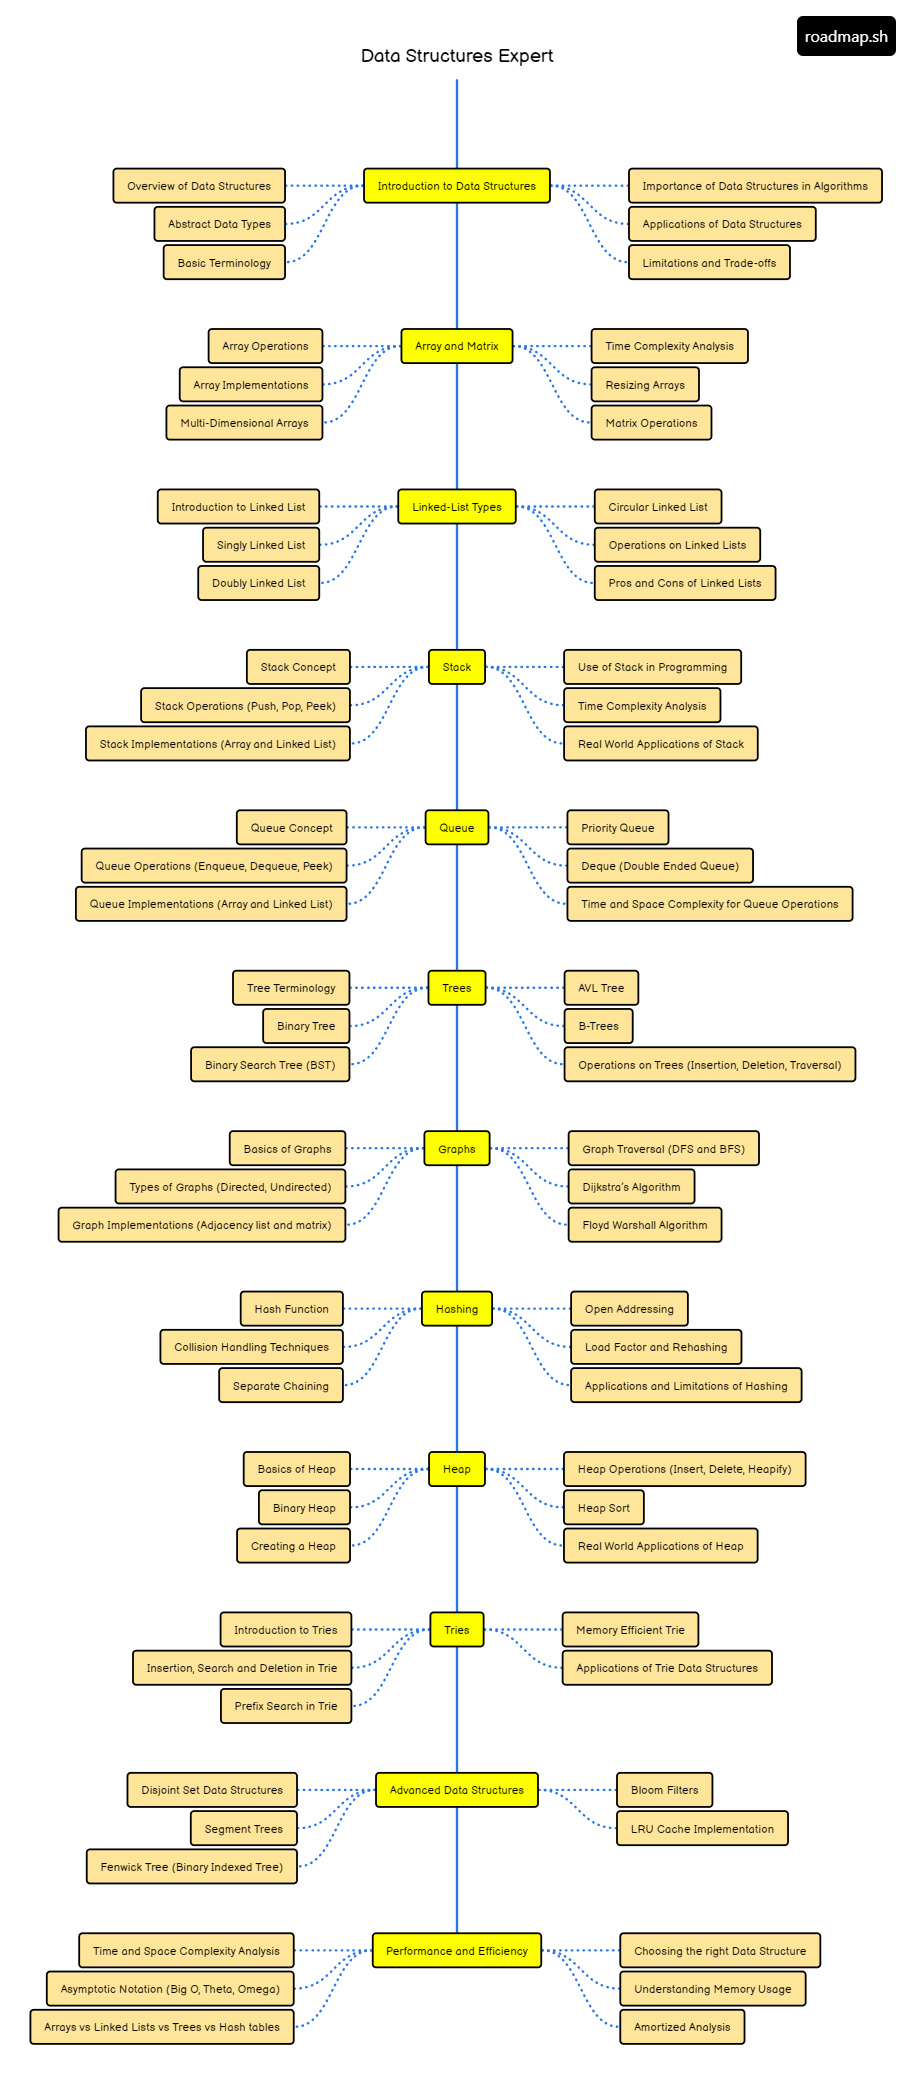 roadmap.sh
Data Structures Expert
Introduction to Data Structures
Overview of Data Structures
Abstract Data Types
Basic Terminology
Importance of Data Structures in Algorithms
Applications of Data Structures
Limitations and Trade-offs
Array and Matrix
Array Operations
Array Implementations
Multi-Dimensional Arrays
Time Complexity Analysis
Resizing Arrays
Matrix Operations
Linked-List Types
Introduction to Linked List
Singly Linked List
Doubly Linked List
Circular Linked List
Operations on Linked Lists
Pros and Cons of Linked Lists
Stack
Stack Concept
Stack Operations (Push, Pop, Peek)
Stack Implementations (Array and Linked List)
Use of Stack in Programming
Time Complexity Analysis
Real World Applications of Stack
Queue
Queue Concept
Queue Operations (Enqueue, Dequeue, Peek)
Queue Implementations (Array and Linked List)
Priority Queue
Deque (Double Ended Queue)
Time and Space Complexity for Queue Operations
Trees
Tree Terminology
Binary Tree
Binary Search Tree (BST)
AVL Tree
B-Trees
Operations on Trees (Insertion, Deletion, Traversal)
Graphs
Basics of Graphs
Types of Graphs (Directed, Undirected)
Graph Implementations (Adjacency list and matrix)
Graph Traversal (DFS and BFS)
Dijkstra's Algorithm
Floyd Warshall Algorithm
Hashing
Hash Function
Collision Handling Techniques
Separate Chaining
Open Addressing
Load Factor and Rehashing
Applications and Limitations of Hashing
Heap
Basics of Heap
Binary Heap
Creating a Heap
Heap Operations (Insert, Delete, Heapify)
Heap Sort
Real World Applications of Heap
Tries
Introduction to Tries
Insertion, Search and Deletion in Trie
Prefix Search in Trie
Memory Efficient Trie
Applications of Trie Data Structures
Advanced Data Structures
Disjoint Set Data Structures
Segment Trees
Fenwick Tree (Binary Indexed Tree)
Bloom Filters
LRU Cache Implementation
Performance and Efficiency
Time and Space Complexity Analysis
Asymptotic Notation (Big O, Theta, Omega)
Arrays vs Linked Lists vs Trees vs Hash tables
Choosing the right Data Structure
Understanding Memory Usage
Amortized Analysis